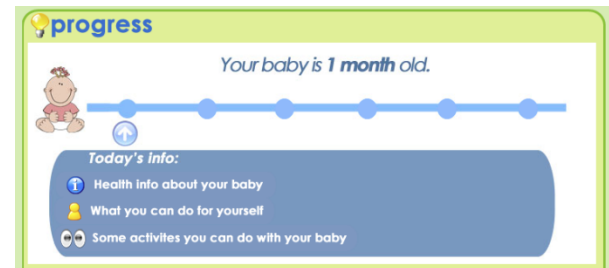 progress
Your baby is 1 month old.
Today's info:
Health info about your baby
What you can do for yourself
Some activites you can do with your baby